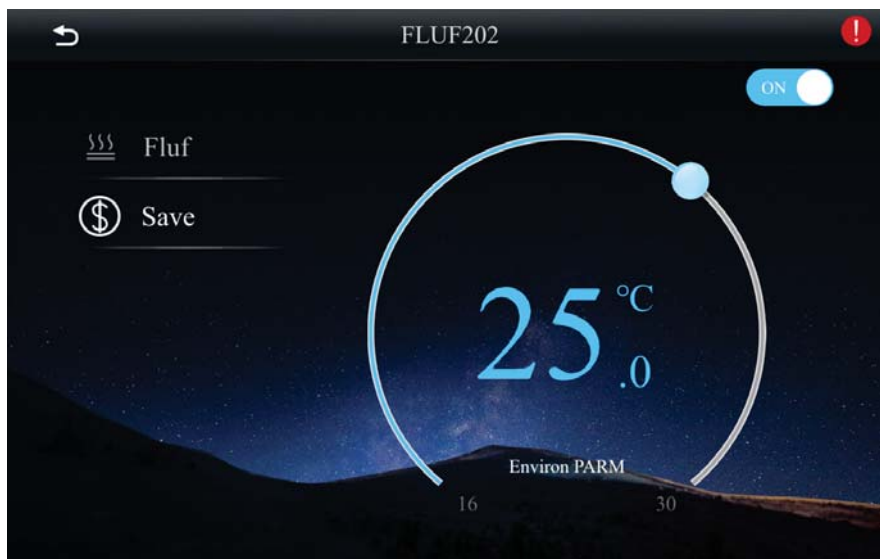 FLUF202
ON
Fluf
Save
25.0 °C
Environ PARM
16 30